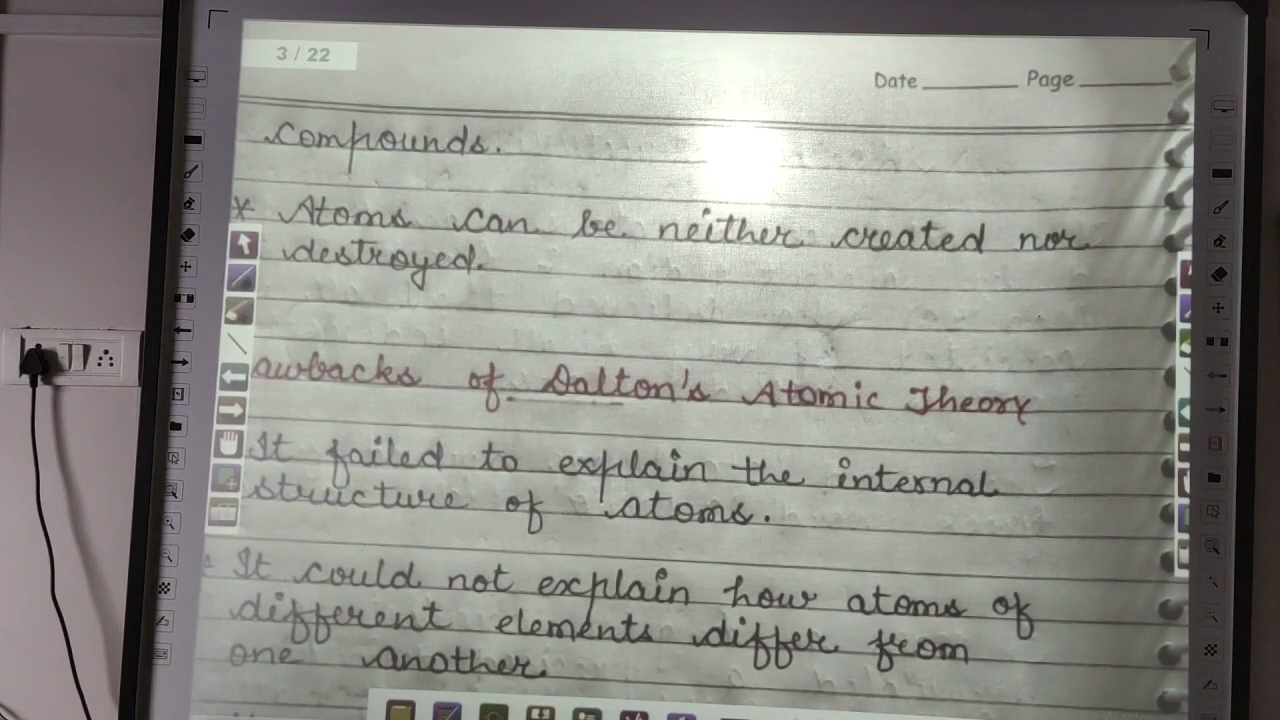 3 / 22
Date ________ Page ________
compounds.
* Atoms can be neither created nor
destroyed.
awbacks of Dalton's Atomic Theory
It failed to explain the internal
structure of atoms.
It could not explain how atoms of
different elements differ from
one another.